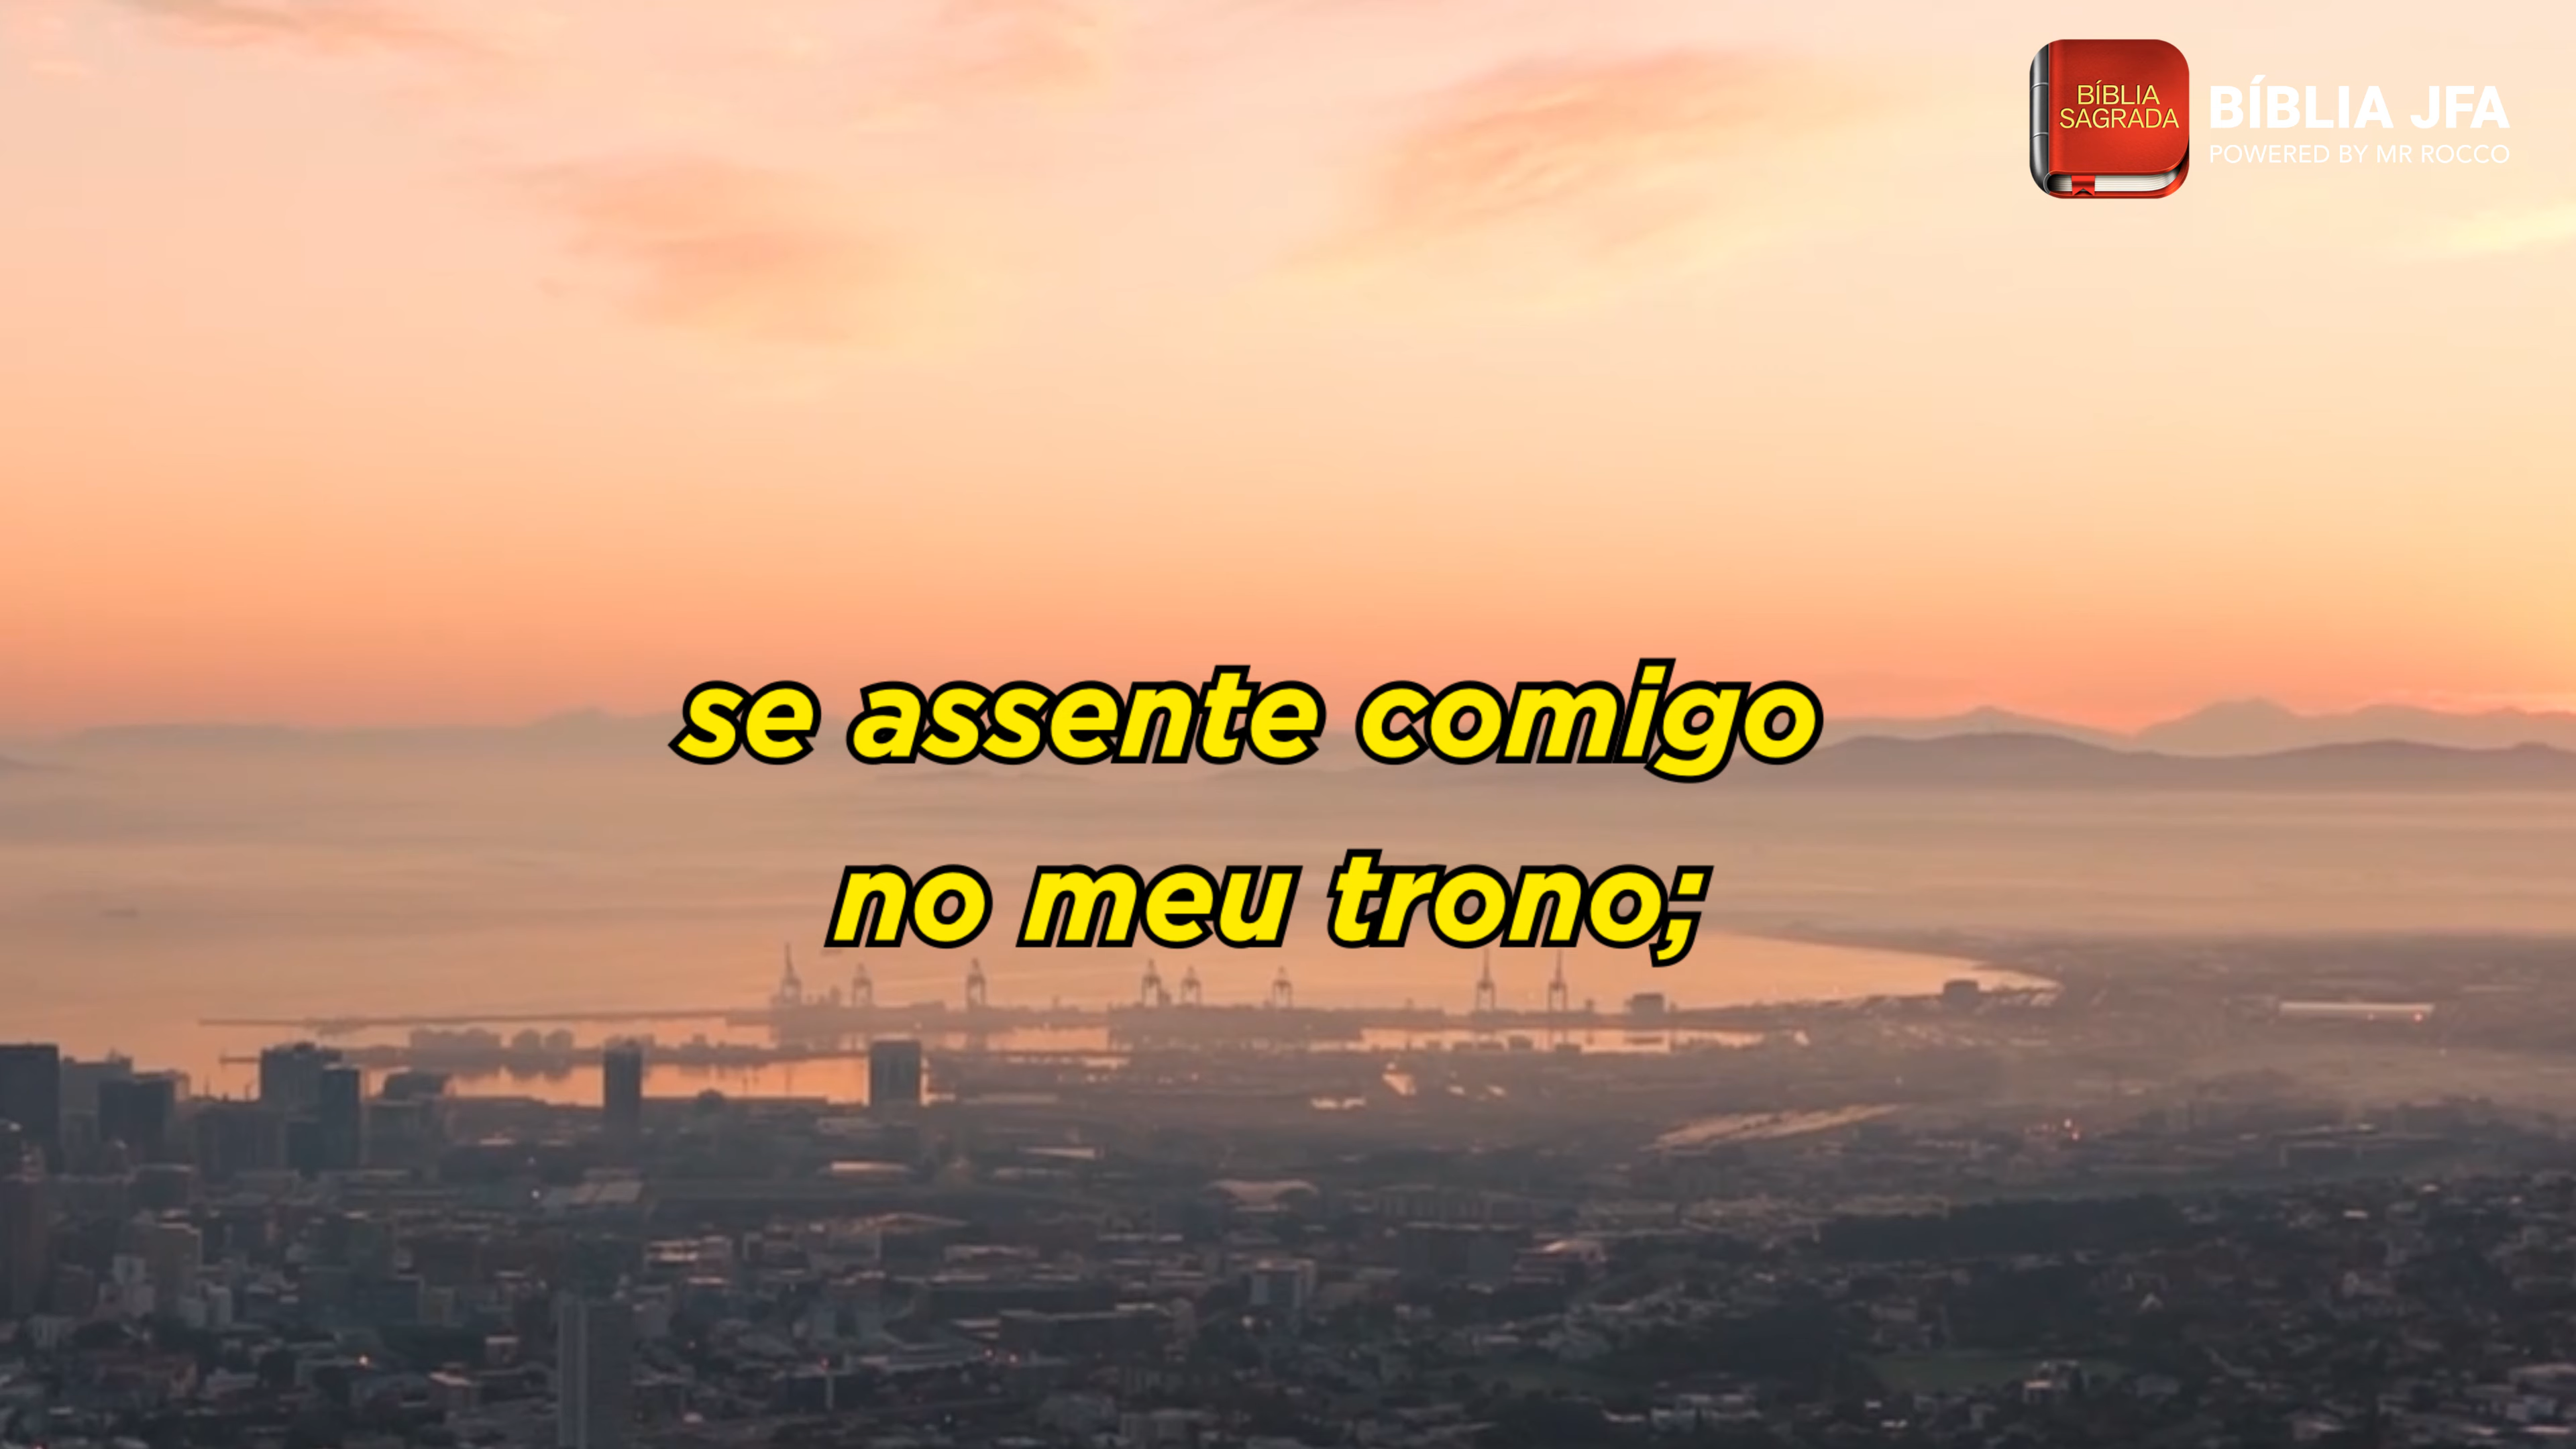 BÍBLIA
SAGRADA
BÍBLIA JFA
POWERED BY MR ROCCO
se assente comigo
no meu trono;